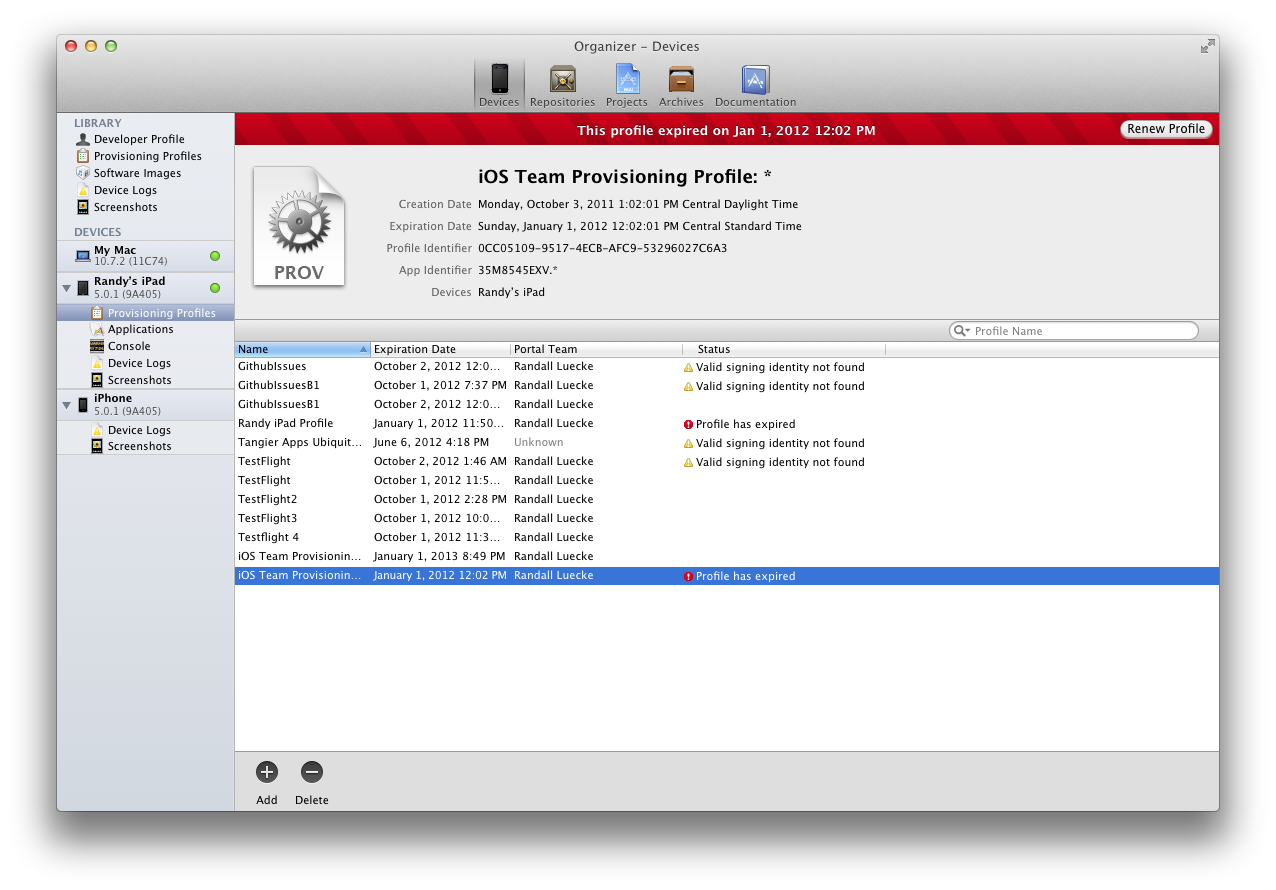 Organizer – Devices
Devices Repositories Projects Archives Documentation
LIBRARY
Developer Profile
Provisioning Profiles
Software Images
Device Logs
Screenshots
DEVICES
My Mac
10.7.2 (11C74)
Randy's iPad
5.0.1 (9A405)
Provisioning Profiles
Applications
Console
Device Logs
Screenshots
iPhone
5.0.1 (9A405)
Device Logs
Screenshots
This profile expired on Jan 1, 2012 12:02 PM
Renew Profile
PROV
iOS Team Provisioning Profile: *
Creation Date Monday, October 3, 2011 1:02:01 PM Central Daylight Time
Expiration Date Sunday, January 1, 2012 12:02:01 PM Central Standard Time
Profile Identifier 0CC05109-9517-4ECB-AFC9-53296027C6A3
App Identifier 35M8545EXV.*
Devices Randy's iPad
Profile Name
Name Expiration Date Portal Team Status
GithubIssues October 2, 2012 12:0... Randall Luecke Valid signing identity not found
GithubIssuesB1 October 1, 2012 7:37 PM Randall Luecke Valid signing identity not found
GithubIssuesB1 October 2, 2012 12:0... Randall Luecke
Randy iPad Profile January 1, 2012 11:50... Randall Luecke Profile has expired
Tangier Apps Ubiquit... June 6, 2012 4:18 PM Unknown Valid signing identity not found
TestFlight October 2, 2012 1:46 AM Randall Luecke Valid signing identity not found
TestFlight October 1, 2012 11:5... Randall Luecke
TestFlight2 October 1, 2012 2:28 PM Randall Luecke
TestFlight3 October 1, 2012 10:0... Randall Luecke
Testflight 4 October 1, 2012 11:3... Randall Luecke
iOS Team Provisionin... January 1, 2013 8:49 PM Randall Luecke
iOS Team Provisionin... January 1, 2012 12:02 PM Randall Luecke Profile has expired
Add Delete